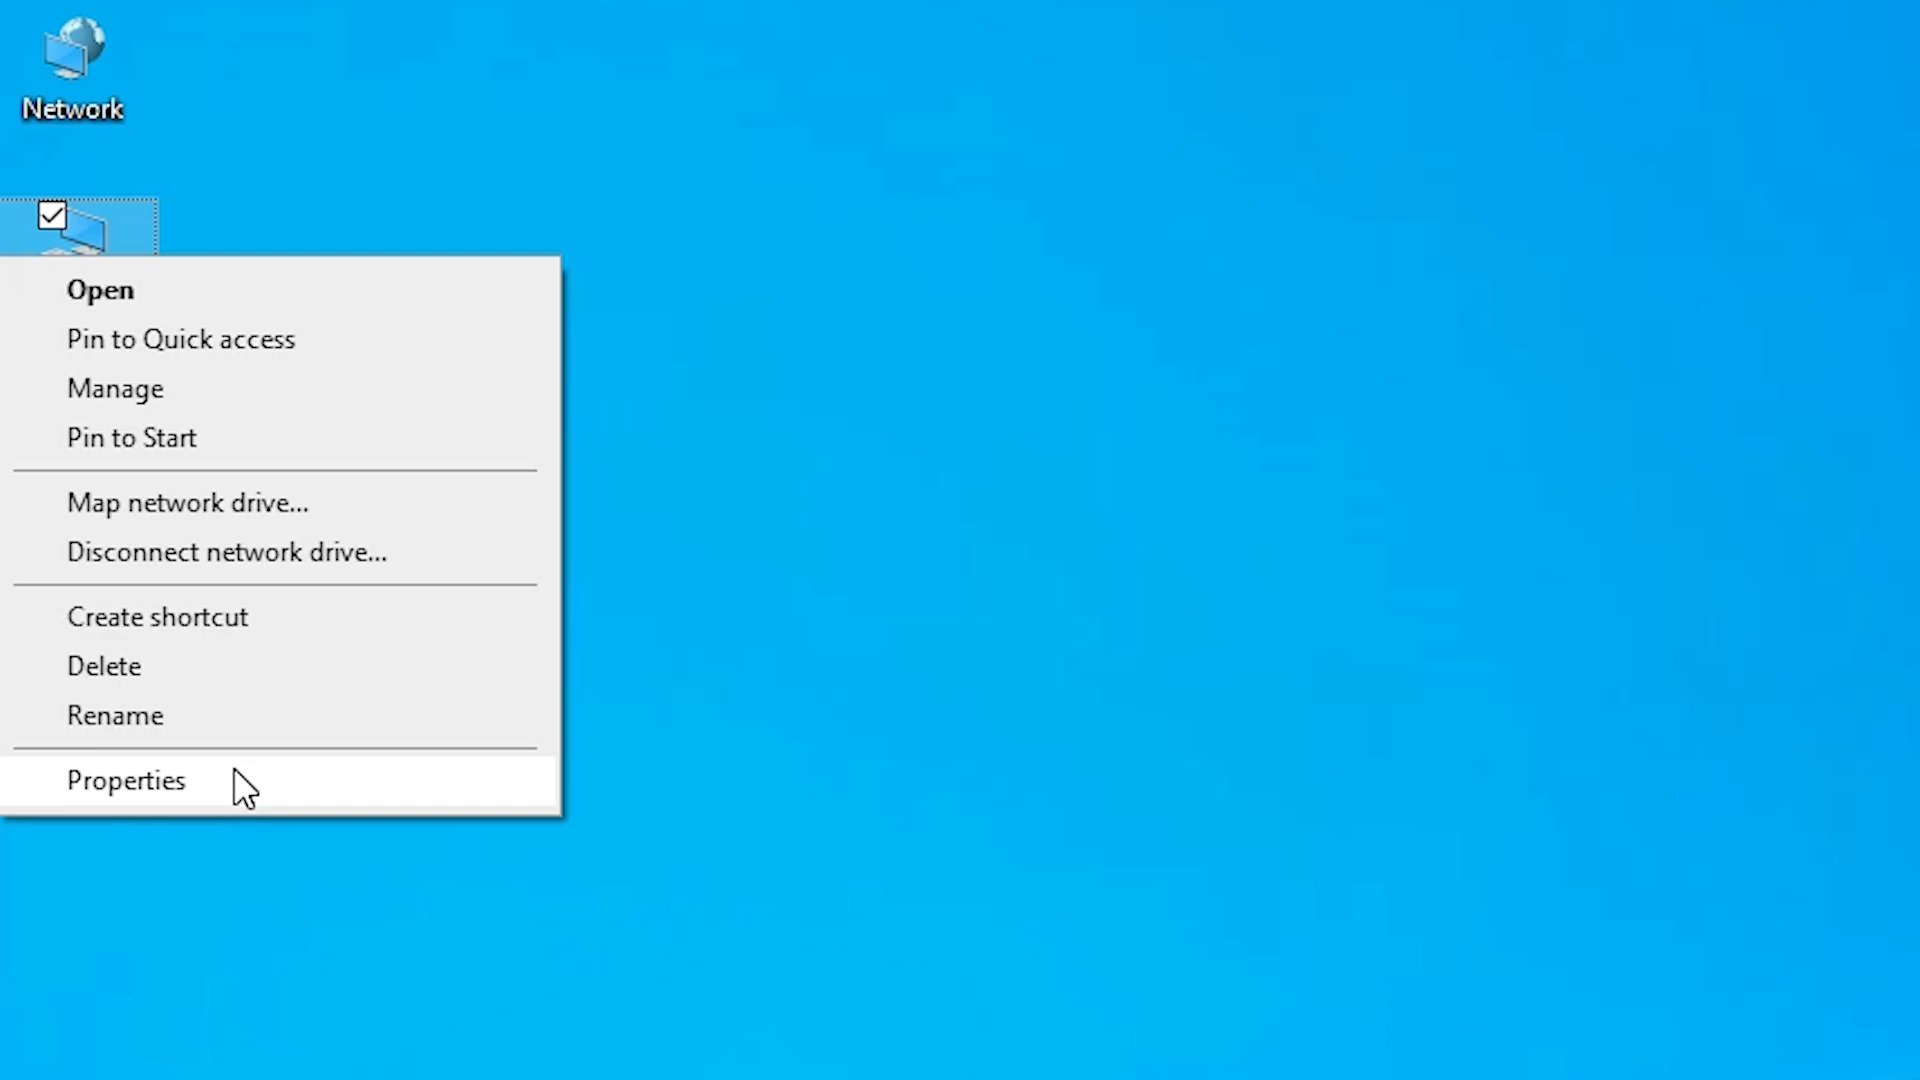 Network
Open
Pin to Quick access
Manage
Pin to Start
Map network drive...
Disconnect network drive...
Create shortcut
Delete
Rename
Properties